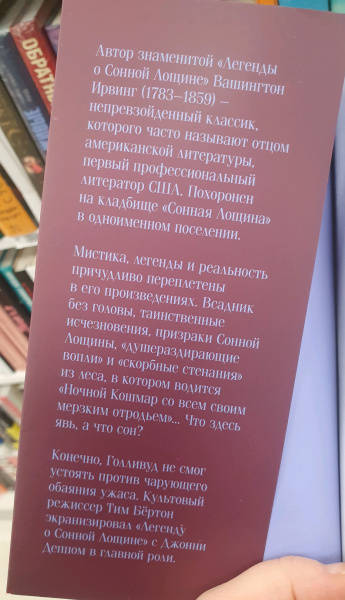 ОБРАТН
Автор знаменитой «Легенды
о Сонной Лощине» Вашингтон
Ирвинг (1783–1859) –
непревзойденный классик,
которого часто называют отцом
американской литературы,
первый профессиональный
литератор США. Похоронен
на кладбище «Сонная Лощина»
в одноименном поселении.
Мистика, легенды и реальность
причудливо переплетены
в его произведениях. Всадник
без головы, таинственные
исчезновения, призраки Сонной
Лощины, «душераздирающие
вопли» и «скорбные стенания»
из леса, в котором водится
«Ночной Кошмар со всем своим
мерзким отродьем»... Что здесь
явь, а что сон?
Конечно, Голливуд не смог
устоять против чарующего
обаяния ужаса. Культовый
режиссер Тим Бёртон
экранизировал «Легенду
о Сонной Лощине» с Джонни
Деппом в главной роли.